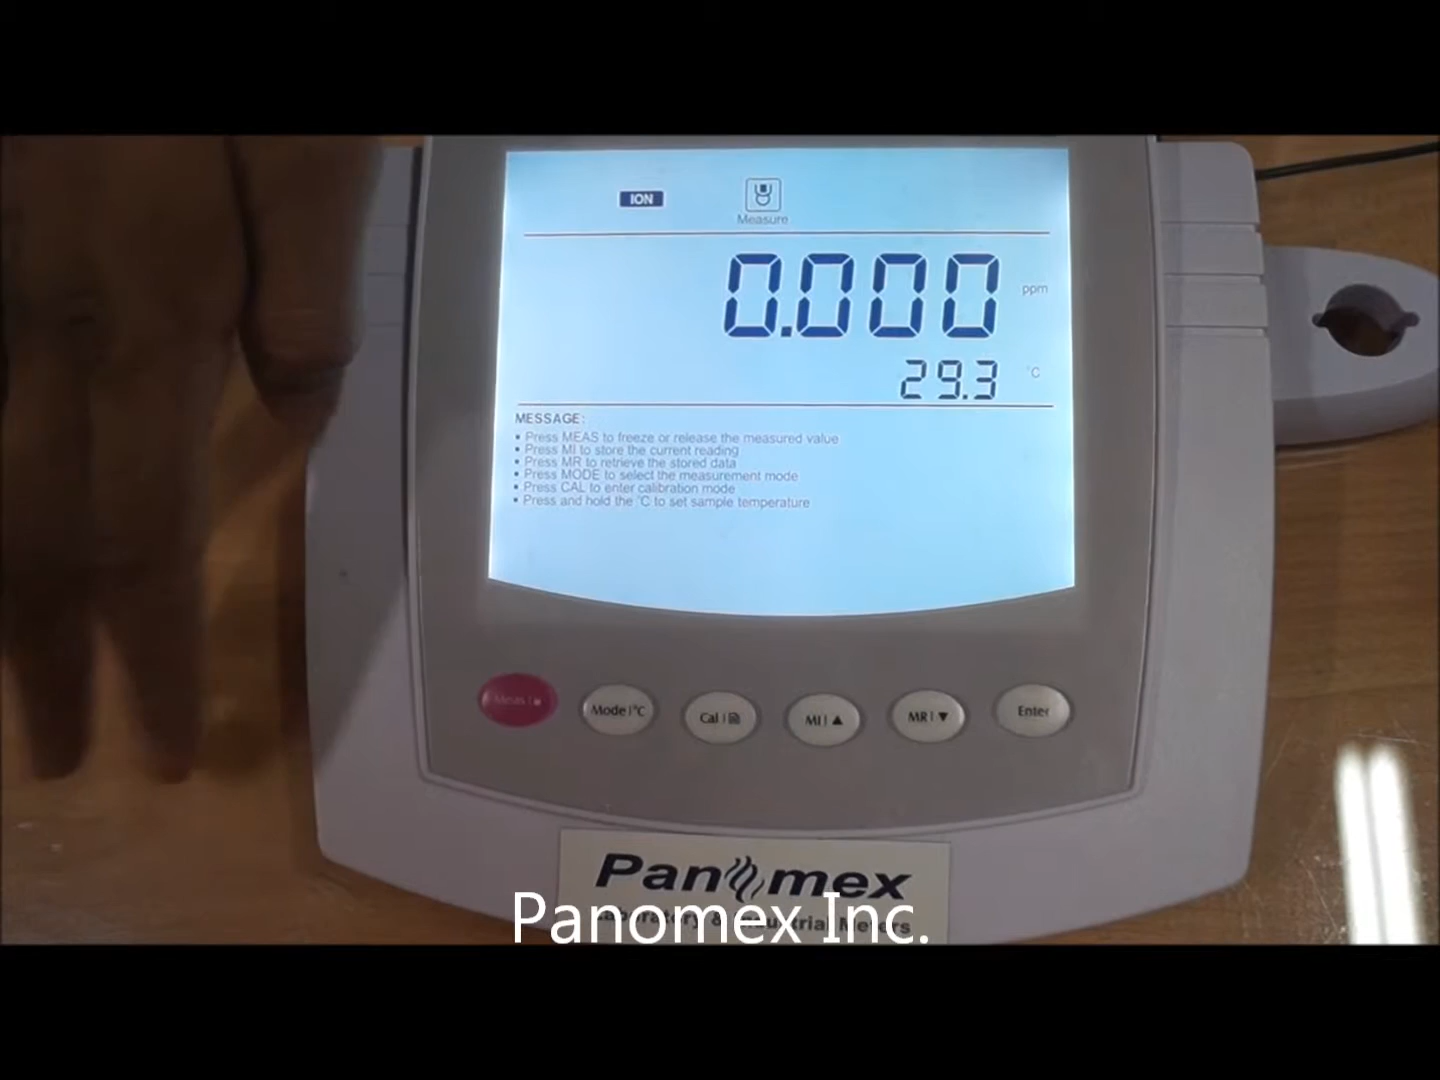 ION
Measure
0.000 ppm
29.3 °C
MESSAGE:
• Press MEAS to freeze or release the measured value
• Press MI to store the current reading
• Press MR to retrieve the stored data
• Press MODE to select the measurement mode
• Press CAL to enter calibration mode
• Press and hold the °C to set sample temperature
Meas | Mode | °C Cal | MI | ▲ MR | ▼ Enter
Panomex
Laboratory & Industrial Meters
Panomex Inc.